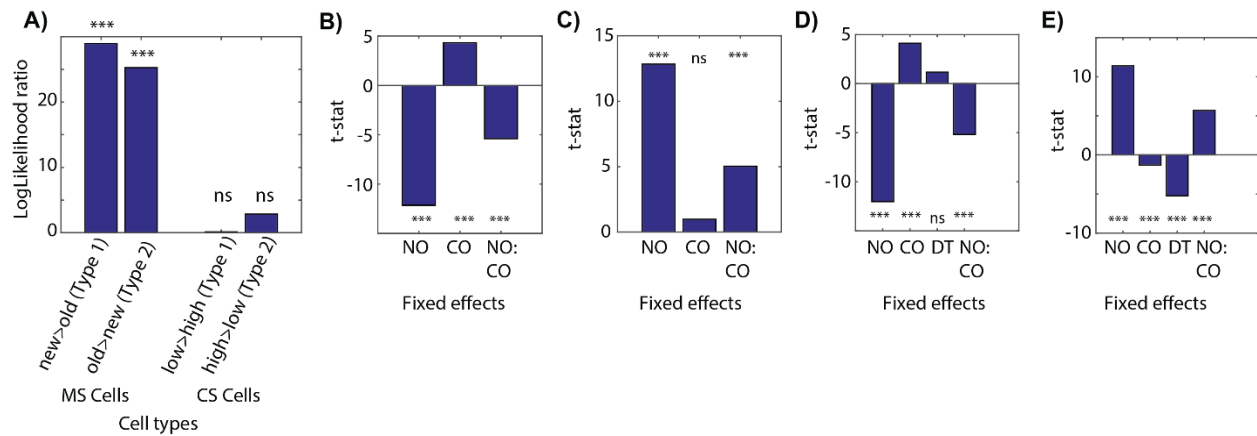 A)
***
***
ns
ns
LogLikelihood ratio
20
10
0
new>old (Type 1)
old>new (Type 2)
low>high (Type 1)
high>low (Type 2)
MS Cells
CS Cells
Cell types
B)
5
0
-5
-10
t-stat
*** *** ***
NO CO NO:
CO
Fixed effects
C)
15
10
5
0
t-stat
*** ns ***
NO CO NO:
CO
Fixed effects
D)
5
0
-5
-10
t-stat
*** *** ns ***
NO CO DT NO:
CO
Fixed effects
E)
10
0
-10
t-stat
*** *** *** ***
NO CO DT NO:
CO
Fixed effects